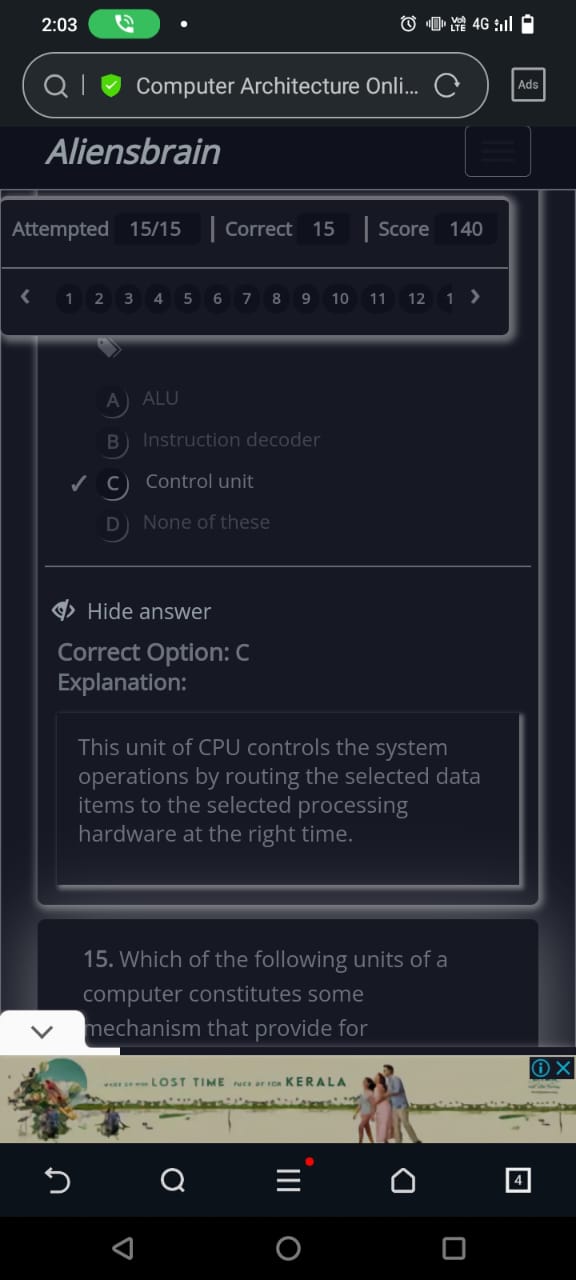 2:03
4G
Computer Architecture Onli...
Ads
Aliensbrain
Attempted 15/15 | Correct 15 | Score 140
1 2 3 4 5 6 7 8 9 10 11 12 1
A ALU
B Instruction decoder
C Control unit
D None of these
Hide answer
Correct Option: C
Explanation:
This unit of CPU controls the system
operations by routing the selected data
items to the selected processing
hardware at the right time.
15. Which of the following units of a
computer constitutes some
mechanism that provide for
LOST TIME
KERALA
4